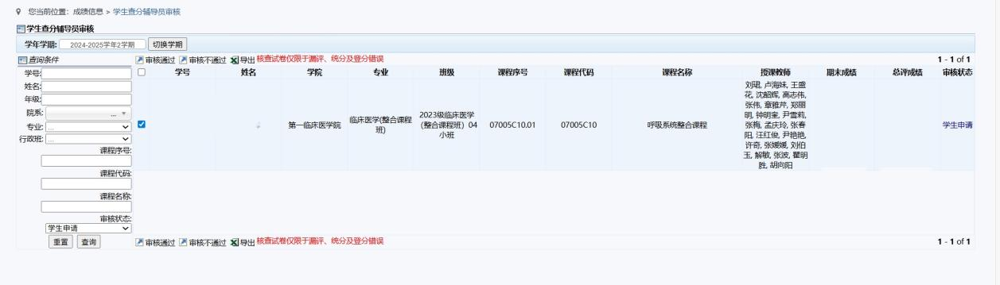 您当前位置：成绩信息 > 学生查分辅导员审核
学生查分辅导员审核
学年学期: 2024-2025学年2学期 切换学期
查询条件
学号:
姓名:
年级:
院系: ...
专业: ...
行政班: ...
课程序号:
课程代码:
课程名称:
审核状态:
学生申请
重置 查询
审核通过 审核不通过 导出 核查试卷仅限于漏评、统分及登分错误 1 - 1 of 1
学号 姓名 学院 专业 班级 课程序号 课程代码 课程名称 授课教师 期末成绩 总评成绩 审核状态
第一临床医学院
临床医学(整合课程
班)
2023级临床医学
（整合课程班）04
小班
07005C10.01
07005C10
呼吸系统整合课程
刘珺, 卢海妹, 王盛
花, 沈韶辉, 高志伟,
张伟, 章雅芹, 郑丽
明, 钟明奎, 尹雪莉,
张梅, 孟庆玲, 张春
阳, 汪红俊, 尹艳艳,
许奇, 张媛媛, 刘伯
玉, 解敏, 张波, 瞿明
胜, 胡向阳
学生申请
审核通过 审核不通过 导出 核查试卷仅限于漏评、统分及登分错误 1 - 1 of 1